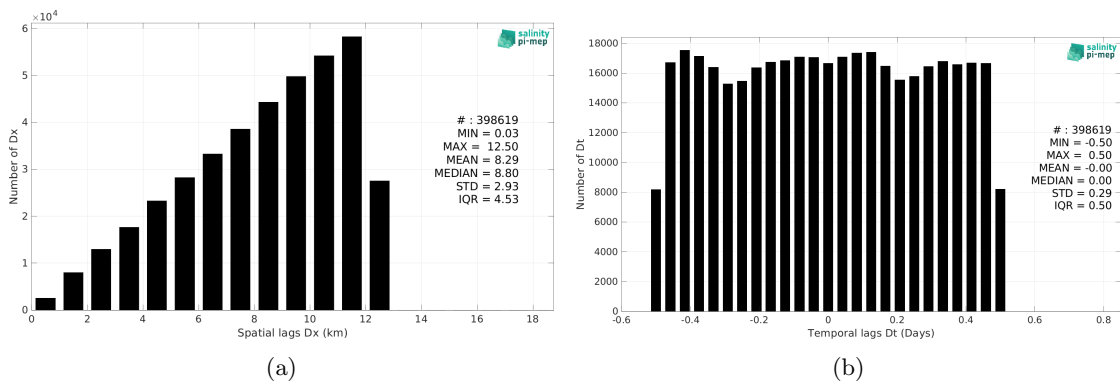 ×10^4
6
5
4
3
2
1
0
Number of Dx
0 2 4 6 8 10 12 14 16 18
Spatial lags Dx (km)
salinity
pi-mep
# : 398619
MIN = 0.03
MAX = 12.50
MEAN = 8.29
MEDIAN = 8.80
STD = 2.93
IQR = 4.53
(a)
18000
16000
14000
12000
10000
8000
6000
4000
2000
0
Number of Dt
-0.6 -0.4 -0.2 0 0.2 0.4 0.6 0.8
Temporal lags Dt (Days)
salinity
pi-mep
# : 398619
MIN = -0.50
MAX = 0.50
MEAN = -0.00
MEDIAN = 0.00
STD = 0.29
IQR = 0.50
(b)